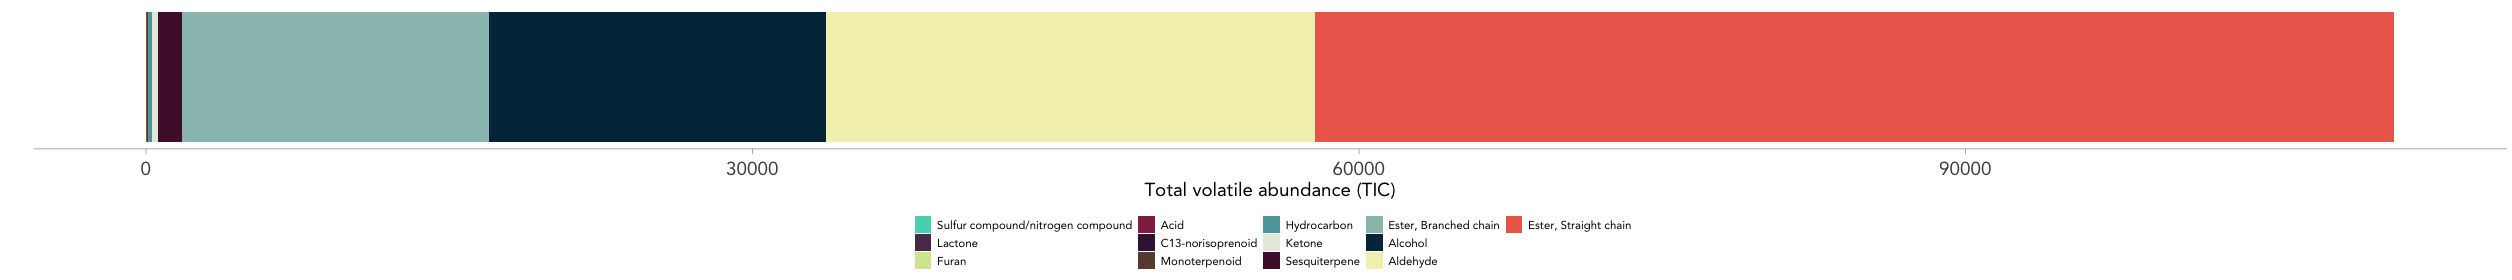 0 30000 60000 90000
Total volatile abundance (TIC)
Sulfur compound/nitrogen compound Acid Hydrocarbon Ester, Branched chain Ester, Straight chain
Lactone C13-norisoprenoid Ketone Alcohol
Furan Monoterpenoid Sesquiterpene Aldehyde